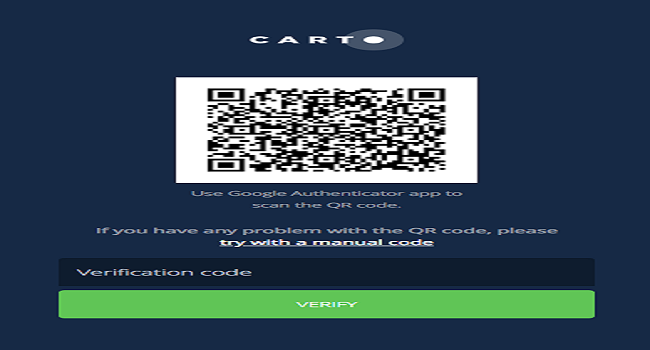 CARTO
Use Google Authenticator app to
scan the QR code.
If you have any problem with the QR code, please
try with a manual code
Verification code
VERIFY